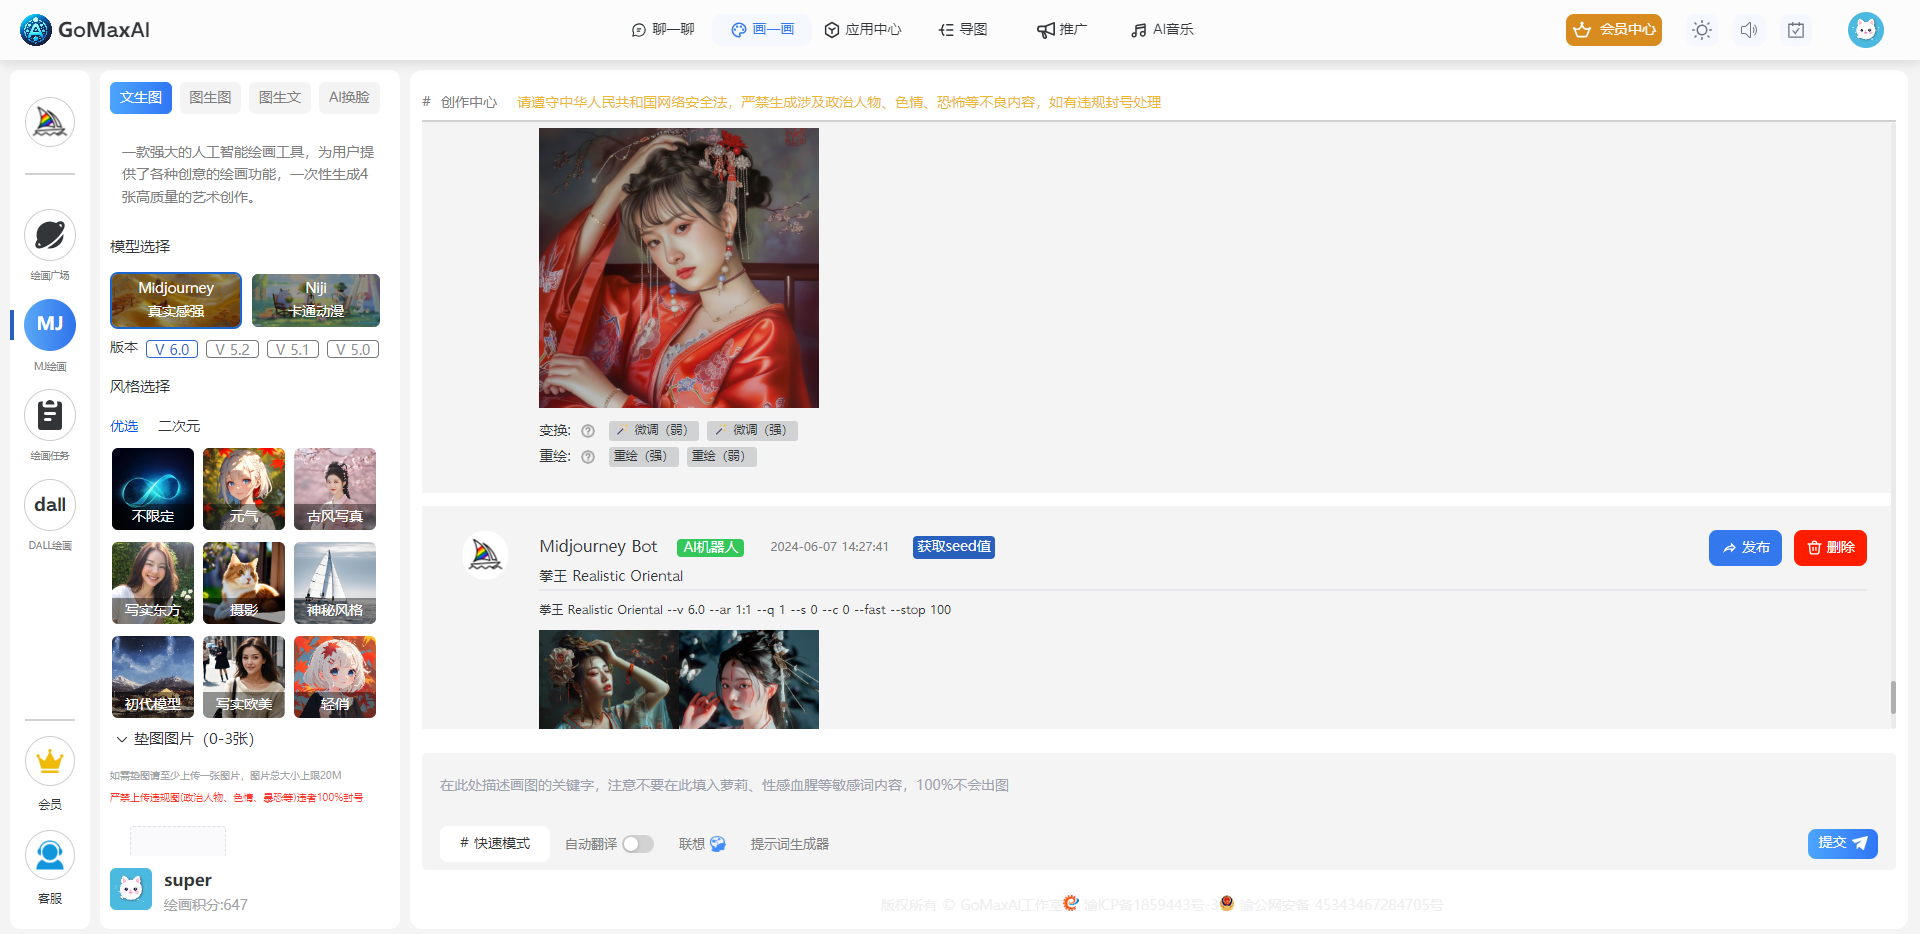 GoMaxAI
聊一聊
画一画
应用中心
导图
推广
AI音乐
会员中心
绘画广场
MJ
MJ绘画
绘画任务
dall
DALL绘画
会员
客服
文生图
图生图
图生文
AI换脸
一款强大的人工智能绘画工具，为用户提
供了各种创意的绘画功能，一次性生成4
张高质量的艺术创作。
模型选择
Midjourney
真实感强
Niji
卡通动漫
版本
V 6.0
V 5.2
V 5.1
V 5.0
风格选择
优选
二次元
不限定
元气
古风写真
写实东方
摄影
神秘风格
初代模型
写实欧美
轻俏
垫图图片（0-3张）
如需垫图请至少上传一张图片，图片总大小上限20M
严禁上传违规图(政治人物、色情、暴恐等)违者100%封号
super
绘画积分:647
# 创作中心
请遵守中华人民共和国网络安全法，严禁生成涉及政治人物、色情、恐怖等不良内容，如有违规封号处理
变换:
微调（弱）
微调（强）
重绘:
重绘（强）
重绘（弱）
Midjourney Bot
AI机器人
2024-06-07 14:27:41
获取seed值
发布
删除
拳王 Realistic Oriental
拳王 Realistic Oriental --v 6.0 --ar 1:1 --q 1 --s 0 --c 0 --fast --stop 100
在此处描述画图的关键字，注意不要在此填入萝莉、性感血腥等敏感词内容，100%不会出图
# 快速模式
自动翻译
联想
提示词生成器
提交
版权所有 © GoMaxAI工作室
渝ICP备1859443号-3
渝公网安备 45343467284705号